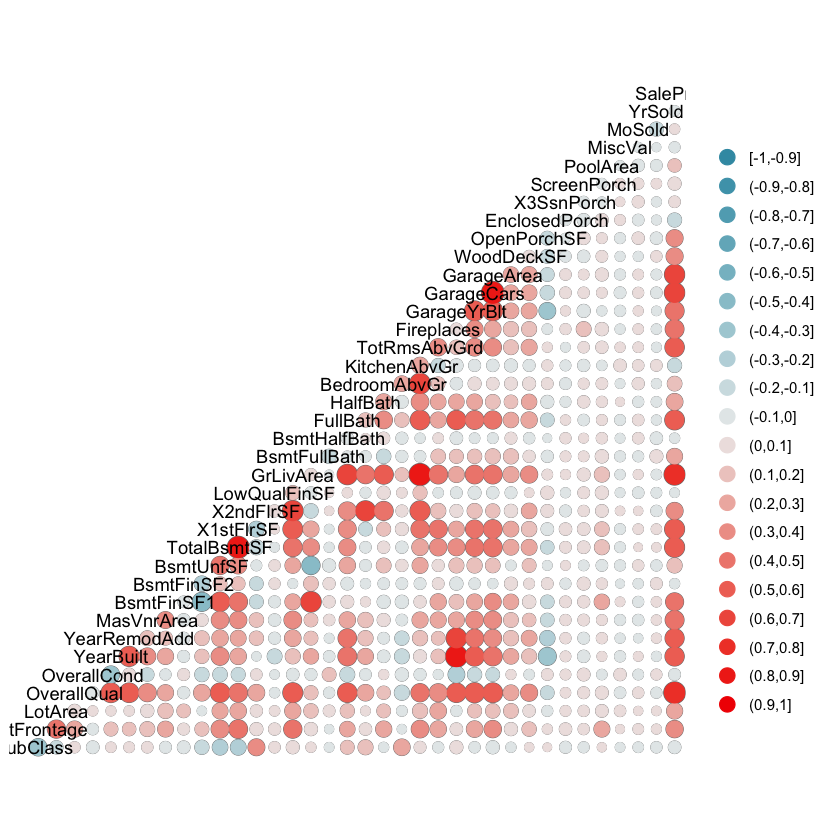 SalePr
YrSold
MoSold
MiscVal
PoolArea
ScreenPorch
X3SsnPorch
EnclosedPorch
OpenPorchSF
WoodDeckSF
GarageArea
GarageCars
GarageYrBlt
Fireplaces
TotRmsAbvGrd
KitchenAbvGr
BedroomAbvGr
HalfBath
FullBath
BsmtHalfBath
BsmtFullBath
GrLivArea
LowQualFinSF
X2ndFlrSF
X1stFlrSF
TotalBsmtSF
BsmtUnfSF
BsmtFinSF2
BsmtFinSF1
MasVnrArea
YearRemodAdd
YearBuilt
OverallCond
OverallQual
LotArea
tFrontage
ubClass
[-1,-0.9]
(-0.9,-0.8]
(-0.8,-0.7]
(-0.7,-0.6]
(-0.6,-0.5]
(-0.5,-0.4]
(-0.4,-0.3]
(-0.3,-0.2]
(-0.2,-0.1]
(-0.1,0]
(0,0.1]
(0.1,0.2]
(0.2,0.3]
(0.3,0.4]
(0.4,0.5]
(0.5,0.6]
(0.6,0.7]
(0.7,0.8]
(0.8,0.9]
(0.9,1]